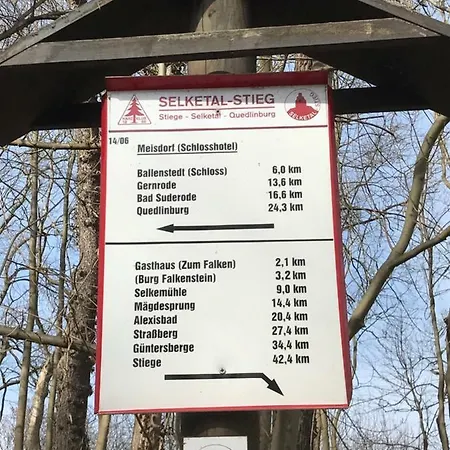 SELKETAL-STIEG
Stiege - Selketal - Quedlinburg
14/06
Meisdorf (Schlosshotel)
Ballenstedt (Schloss) 6,0 km
Gernrode 13,6 km
Bad Suderode 16,6 km
Quedlinburg 24,3 km
Gasthaus (Zum Falken) 2,1 km
(Burg Falkenstein) 3,2 km
Selkemühle 9,0 km
Mägdesprung 14,4 km
Alexisbad 20,4 km
Straßberg 27,4 km
Güntersberge 34,4 km
Stiege 42,4 km